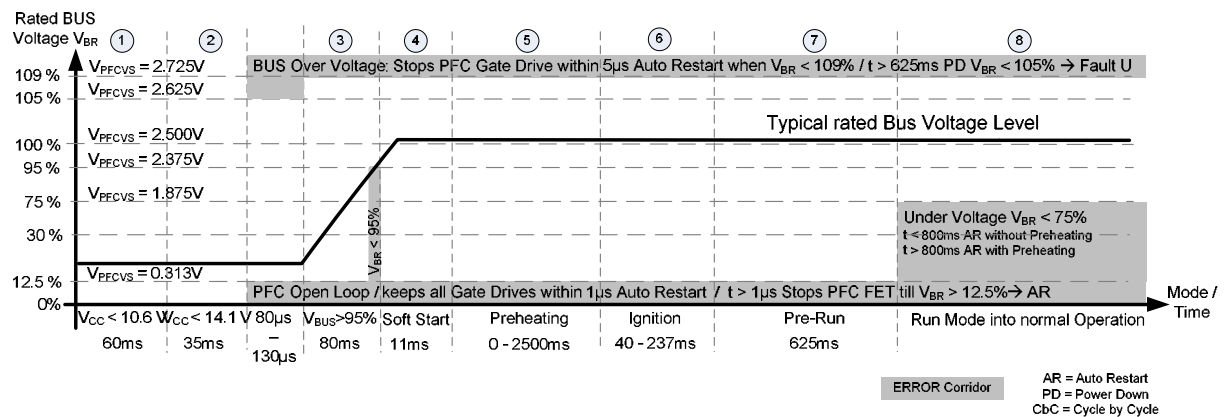 Rated BUS
Voltage VBR
1 2 3 4 5 6 7 8
VPFCVS = 2.725V
BUS Over Voltage: Stops PFC Gate Drive within 5µs Auto Restart when VBR < 109% / t > 625ms PD VBR < 105% → Fault U
109 %
VPFCVS = 2.625V
105 %
VPFCVS = 2.500V
Typical rated Bus Voltage Level
100 %
VPFCVS = 2.375V
95 %
VPFCVS = 1.875V
75 %
VBR < 95%
Under Voltage VBR < 75%
t < 800ms AR without Preheating
t > 800ms AR with Preheating
30 %
VPFCVS = 0.313V
12.5 %
PFC Open Loop / keeps all Gate Drives within 1µs Auto Restart / t > 1µs Stops PFC FET till VBR > 12.5% → AR
0%
Mode /
Time
VCC < 10.6 V VCC < 14.1 V 80µs VBUS>95% Soft Start Preheating Ignition Pre-Run Run Mode into normal Operation
60ms 35ms – 130µs 80ms 11ms 0 - 2500ms 40 - 237ms 625ms
ERROR Corridor
AR = Auto Restart
PD = Power Down
CbC = Cycle by Cycle